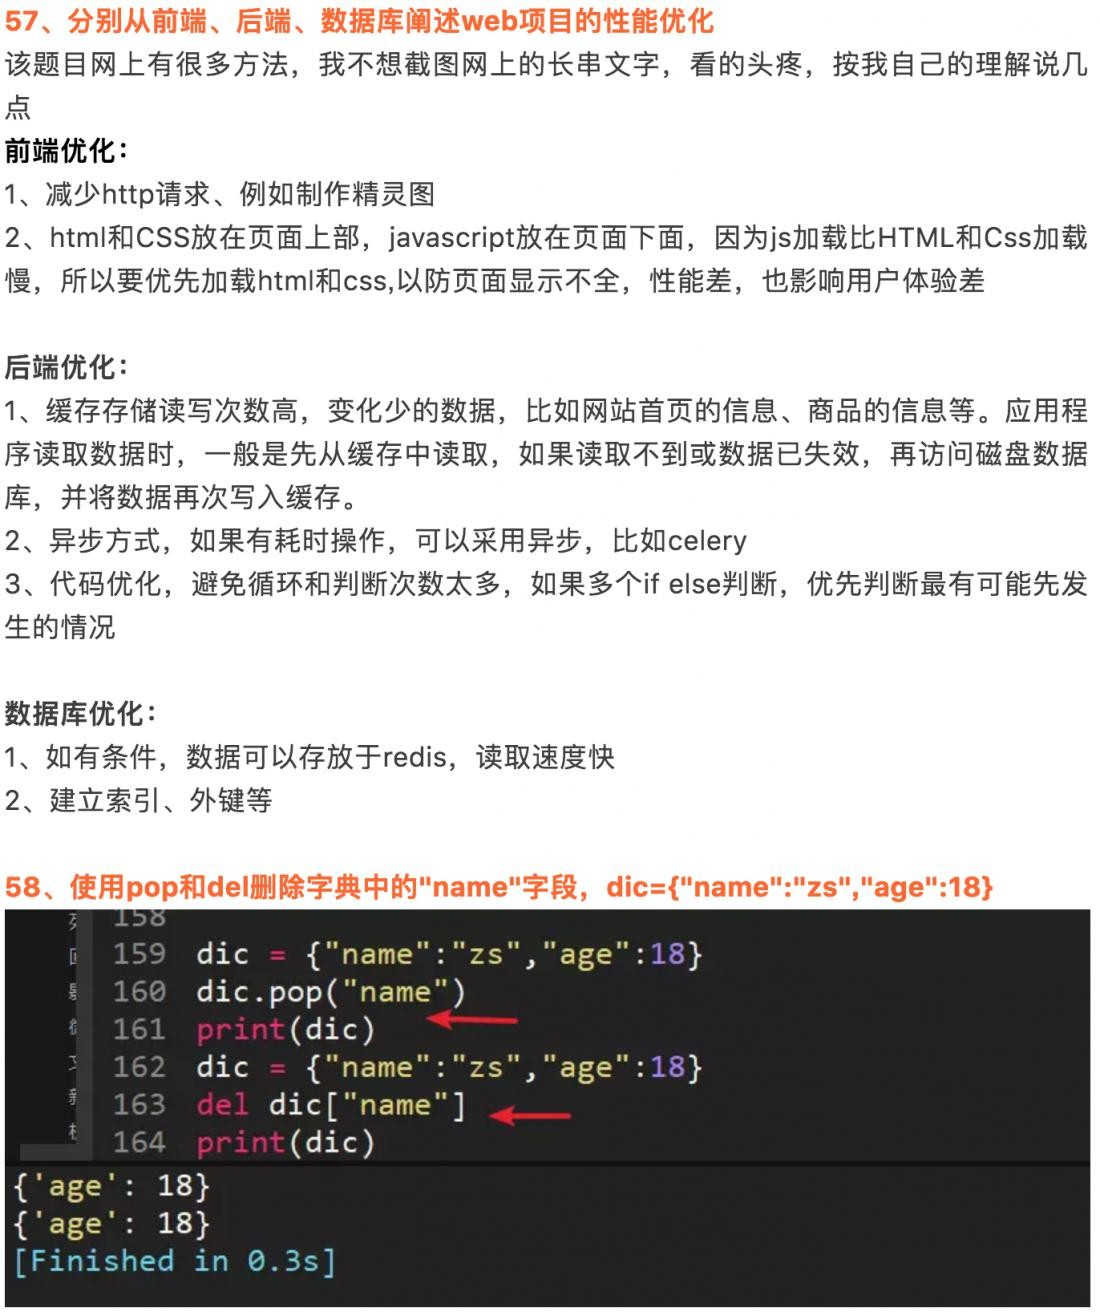 57、分别从前端、后端、数据库阐述web项目的性能优化
该题目网上有很多方法，我不想截图网上的长串文字，看的头疼，按我自己的理解说几
点
前端优化：
1、减少http请求、例如制作精灵图
2、html和CSS放在页面上部，javascript放在页面下面，因为js加载比HTML和Css加载
慢，所以要优先加载html和css,以防页面显示不全，性能差，也影响用户体验差
后端优化：
1、缓存存储读写次数高，变化少的数据，比如网站首页的信息、商品的信息等。应用程
序读取数据时，一般是先从缓存中读取，如果读取不到或数据已失效，再访问磁盘数据
库，并将数据再次写入缓存。
2、异步方式，如果有耗时操作，可以采用异步，比如celery
3、代码优化，避免循环和判断次数太多，如果多个if else判断，优先判断最有可能先发
生的情况
数据库优化：
1、如有条件，数据可以存放于redis，读取速度快
2、建立索引、外键等
58、使用pop和del删除字典中的"name"字段，dic={"name":"zs","age":18}
158
159 dic = {"name":"zs","age":18}
160 dic.pop("name")
161 print(dic)
162 dic = {"name":"zs","age":18}
163 del dic["name"]
164 print(dic)
{'age': 18}
{'age': 18}
[Finished in 0.3s]